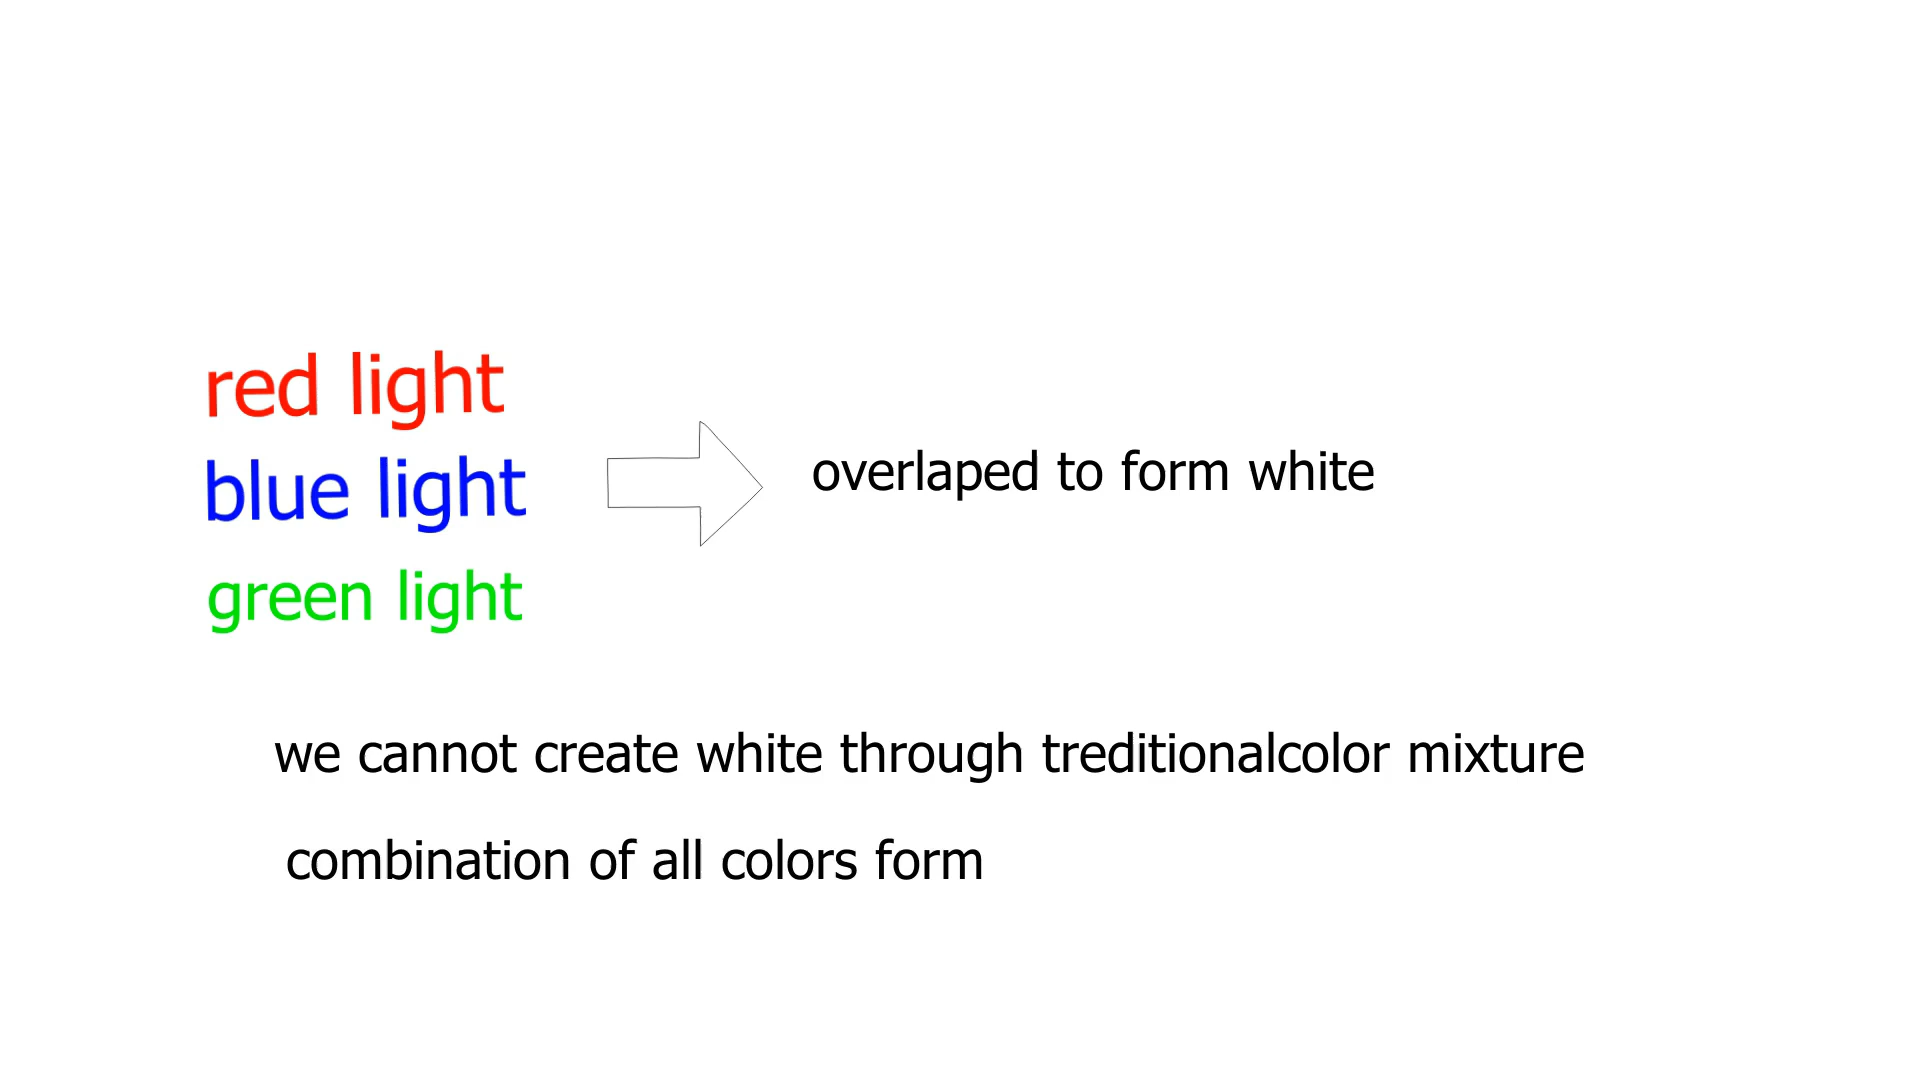 red light
blue light
green light
overlaped to form white
we cannot create white through treditionalcolor mixture
combination of all colors form